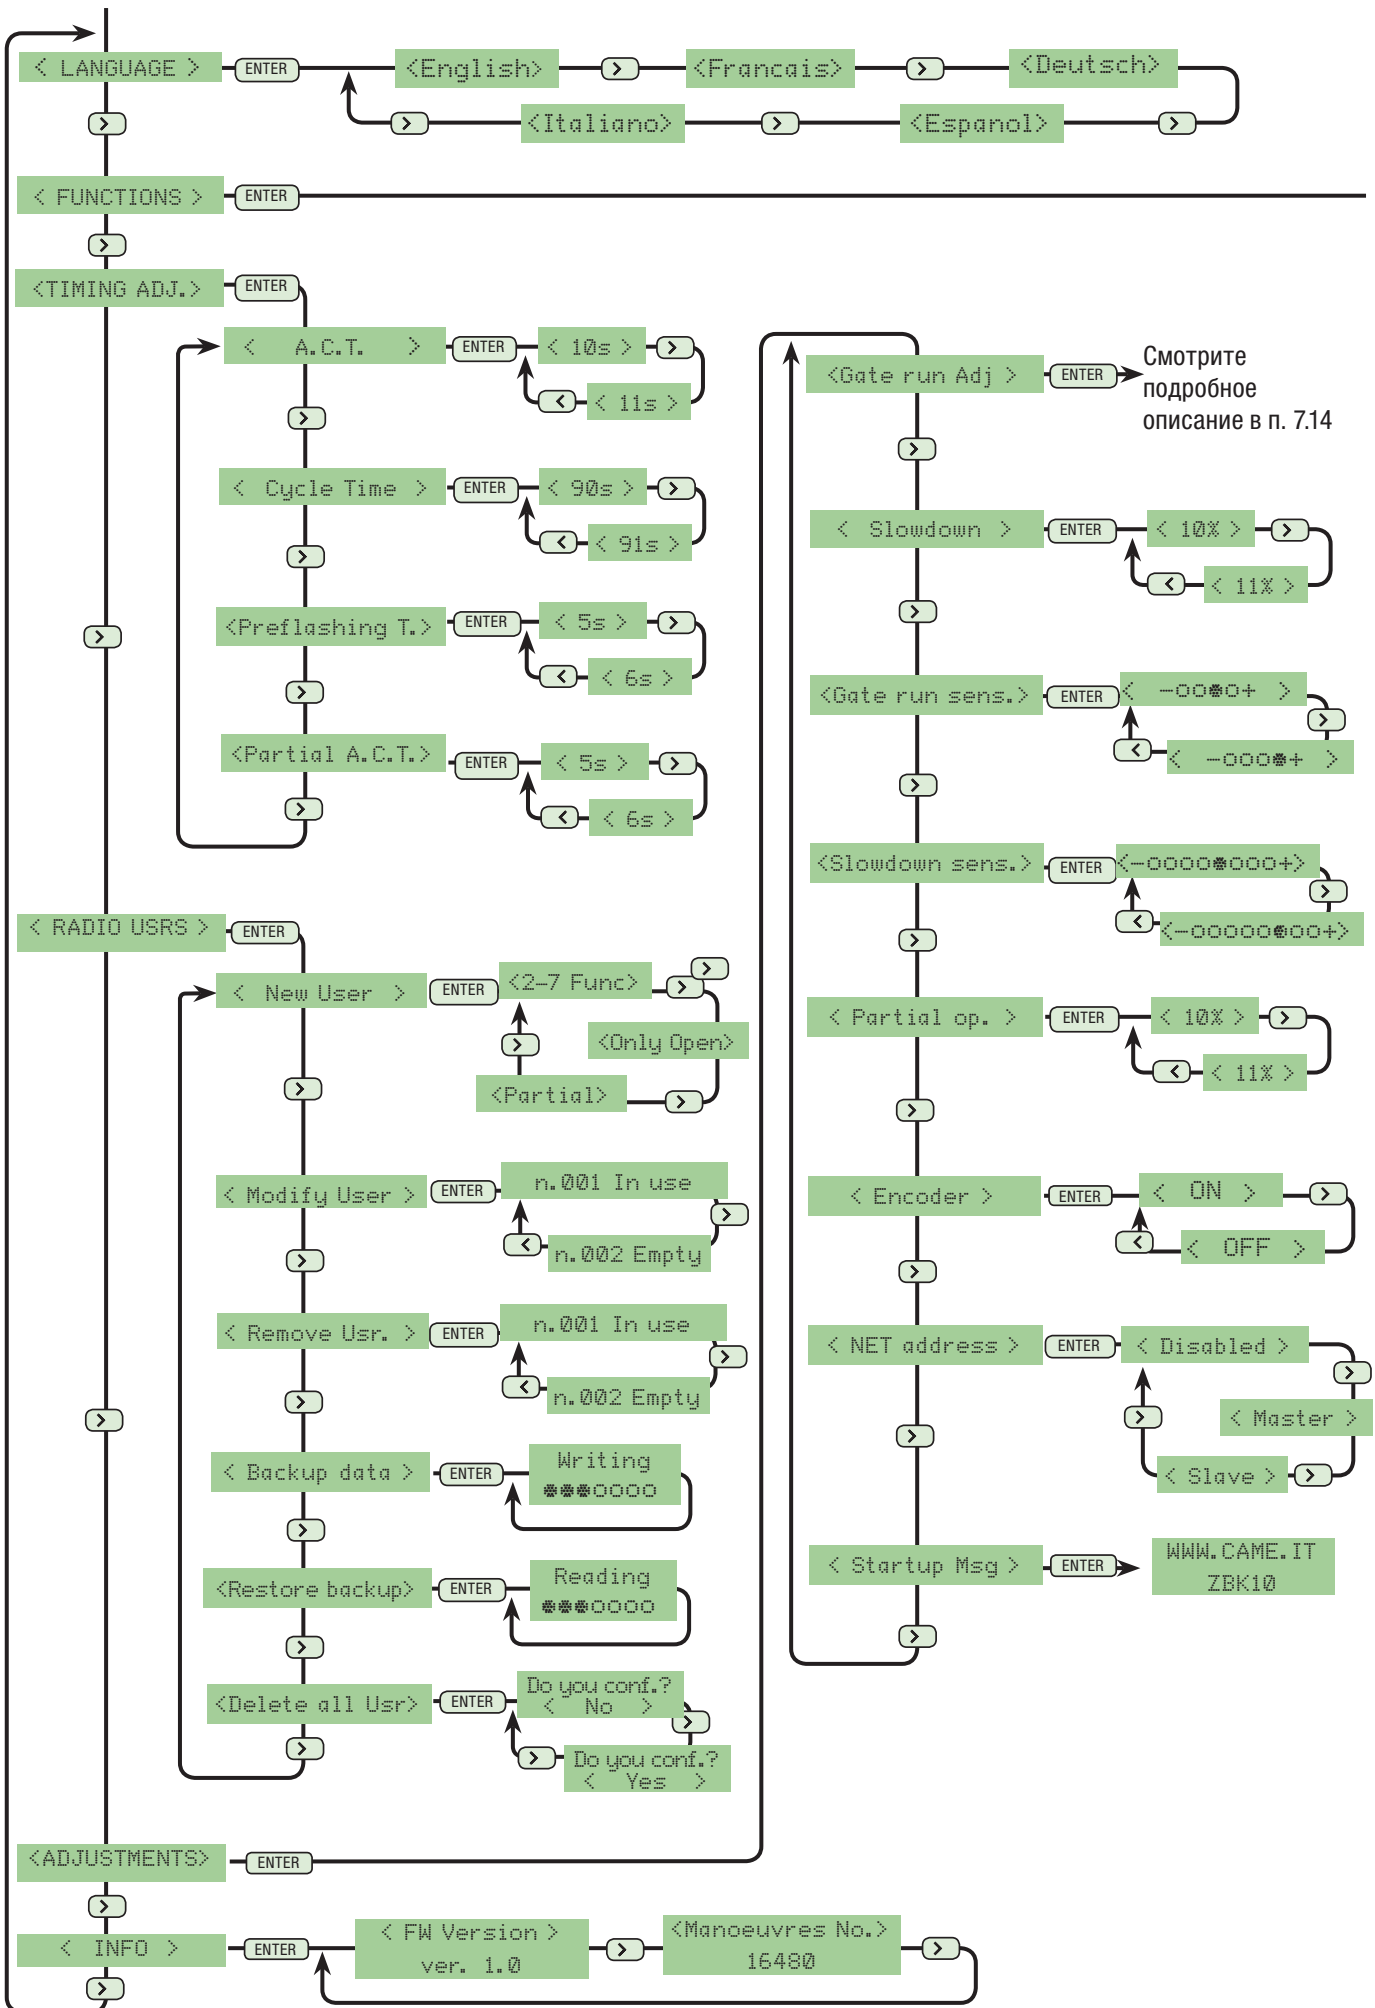 < LANGUAGE > ENTER <English> > <Francais> > <Deutsch>
> > <Italiano> > <Espanol> >
< FUNCTIONS > ENTER
>
<TIMING ADJ.> ENTER
< A.C.T. > ENTER < 10s > >
< < 11s >
>
< Cycle Time > ENTER < 90s > >
< < 91s >
>
<Preflashing T.> ENTER < 5s > >
< < 6s >
>
<Partial A.C.T.> ENTER < 5s > >
< < 6s >
>
>
< RADIO USRS > ENTER
< New User > ENTER <2-7 Func> > >
> <Only Open>
<Partial> >
>
< Modify User > ENTER n.001 In use
>
< n.002 Empty
>
< Remove Usr. > ENTER n.001 In use
>
< n.002 Empty
>
< Backup data > ENTER Writing
●●●○○○○
>
<Restore backup> ENTER Reading
●●●○○○○
>
<Delete all Usr> ENTER Do you conf.?
< No >
>
> Do you conf.?
< Yes >
>
>
<ADJUSTMENTS> ENTER
<Gate run Adj > ENTER Смотрите
подробное
описание в п. 7.14
>
< Slowdown > ENTER < 10% > >
< < 11% >
>
<Gate run sens.> ENTER < -○○●○+ >
>
< < -○○○●+ >
>
<Slowdown sens.> ENTER <-○○○○●○○○+>
>
< <-○○○○○●○○+>
>
< Partial op. > ENTER < 10% > >
< < 11% >
>
< Encoder > ENTER < ON > >
< < OFF >
>
< NET address > ENTER < Disabled >
>
> < Master >
< Slave > >
>
< Startup Msg > ENTER WWW.CAME.IT
ZBK10
>
>
< INFO > ENTER < FW Version >
ver. 1.0
> <Manoeuvres No.>
16480
>
>